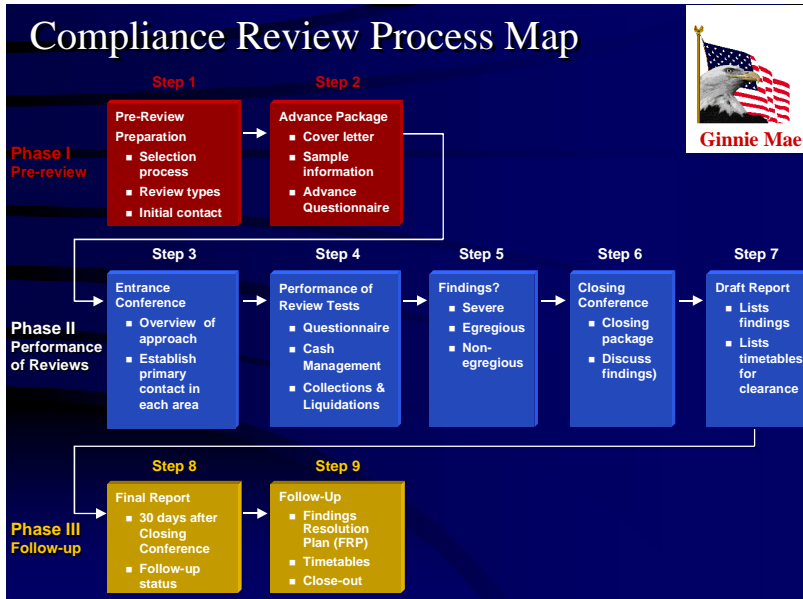 Compliance Review Process Map
Ginnie Mae
Step 1
Step 2
Phase I
Pre-review
Pre-Review
Preparation
■ Selection
process
■ Review types
■ Initial contact
Advance Package
■ Cover letter
■ Sample
information
■ Advance
Questionnaire
Step 3
Step 4
Step 5
Step 6
Step 7
Phase II
Performance
of Reviews
Entrance
Conference
■ Overview of
approach
■ Establish
primary
contact in
each area
Performance of
Review Tests
■ Questionnaire
■ Cash
Management
■ Collections &
Liquidations
Findings?
■ Severe
■ Egregious
■ Non-
egregious
Closing
Conference
■ Closing
package
■ Discuss
findings)
Draft Report
■ Lists
findings
■ Lists
timetables
for
clearance
Step 8
Step 9
Phase III
Follow-up
Final Report
■ 30 days after
Closing
Conference
■ Follow-up
status
Follow-Up
■ Findings
Resolution
Plan (FRP)
■ Timetables
■ Close-out